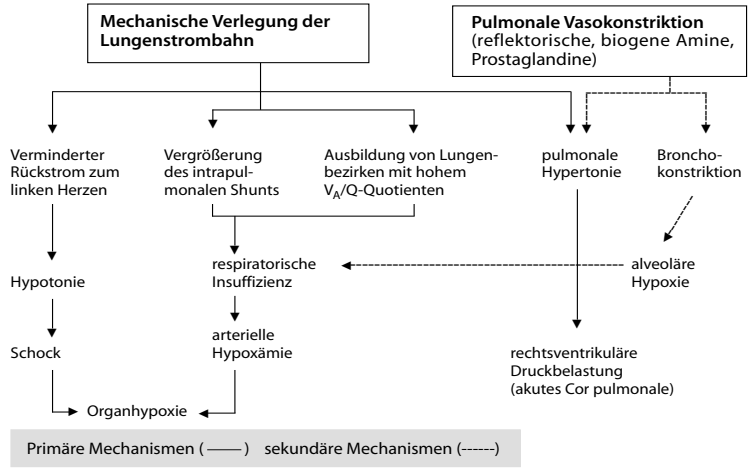 Mechanische Verlegung der
Lungenstrombahn
Pulmonale Vasokonstriktion
(reflektorische, biogene Amine,
Prostaglandine)
Verminderter
Rückstrom zum
linken Herzen
Vergrößerung
des intrapul-
monalen Shunts
Ausbildung von Lungen-
bezirken mit hohem
VA/Q-Quotienten
pulmonale
Hypertonie
Broncho-
konstriktion
Hypotonie
respiratorische
Insuffizienz
alveoläre
Hypoxie
Schock
arterielle
Hypoxämie
rechtsventrikuläre
Druckbelastung
(akutes Cor pulmonale)
Organhypoxie
Primäre Mechanismen ( —— ) sekundäre Mechanismen (------)